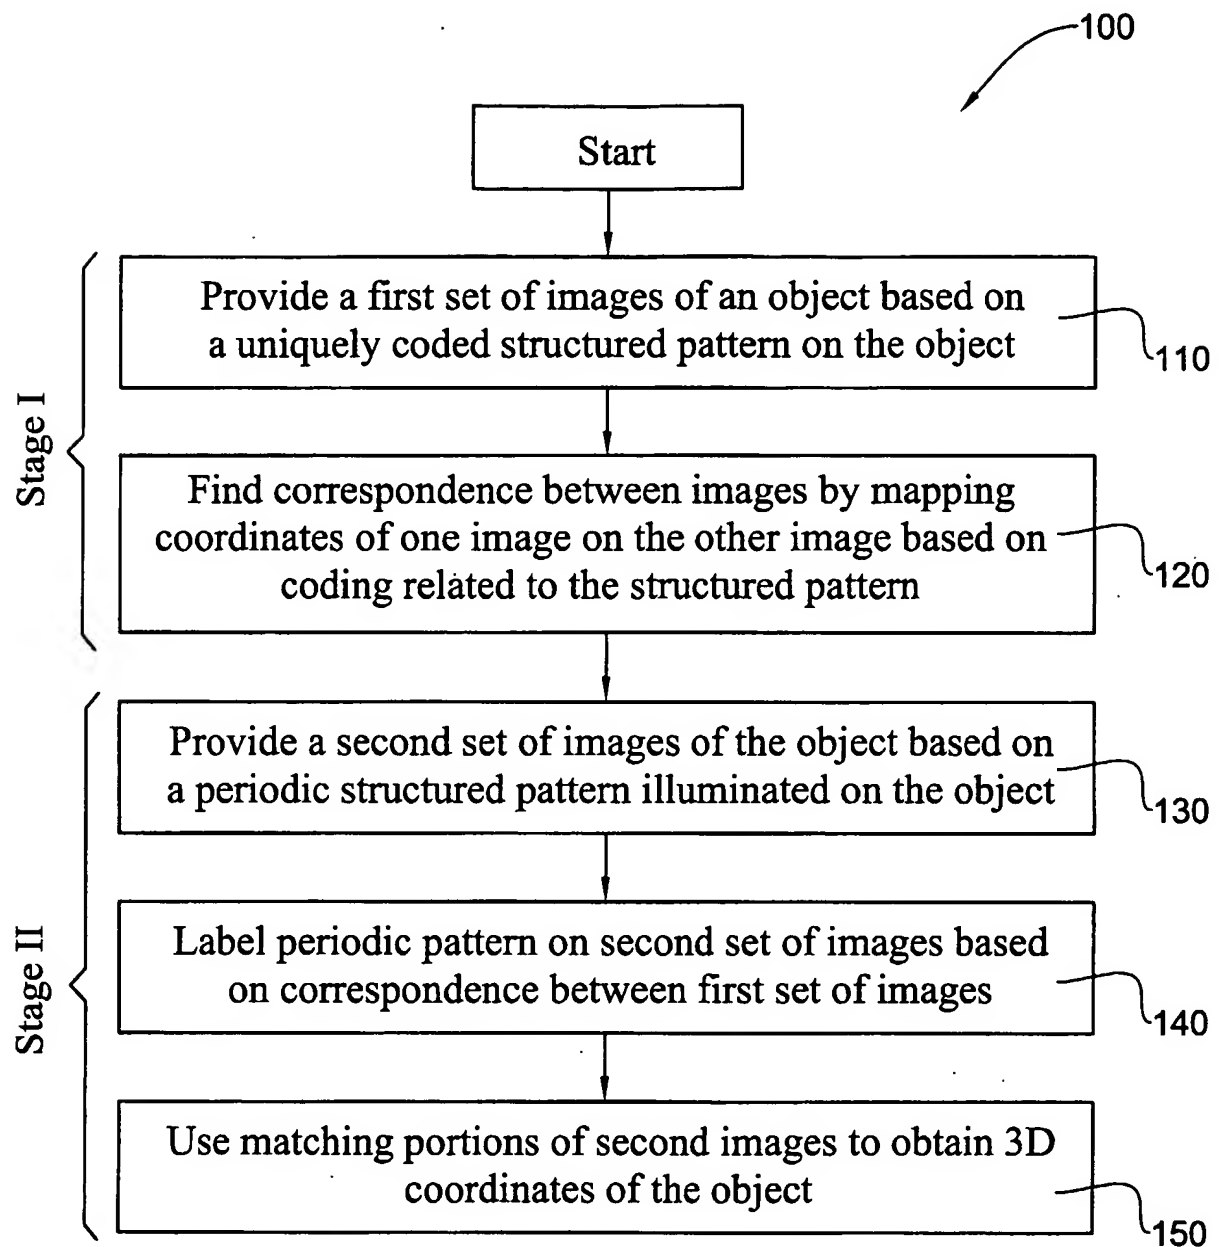 100
Start
Provide a first set of images of an object based on
a uniquely coded structured pattern on the object
110
Stage I
Find correspondence between images by mapping
coordinates of one image on the other image based on
coding related to the structured pattern
120
Provide a second set of images of the object based on
a periodic structured pattern illuminated on the object
130
Stage II
Label periodic pattern on second set of images based
on correspondence between first set of images
140
Use matching portions of second images to obtain 3D
coordinates of the object
150